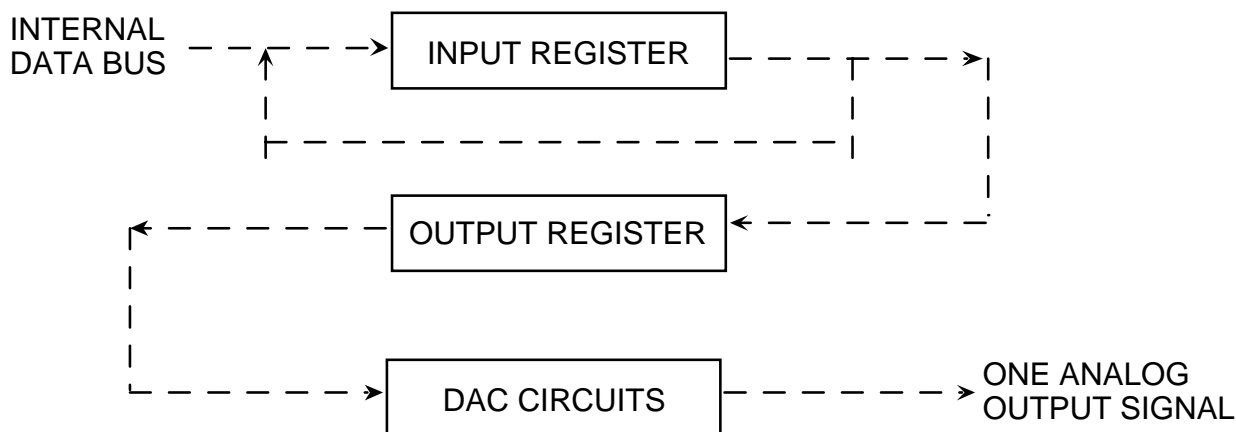 INTERNAL
DATA BUS
INPUT REGISTER
OUTPUT REGISTER
DAC CIRCUITS
ONE ANALOG
OUTPUT SIGNAL